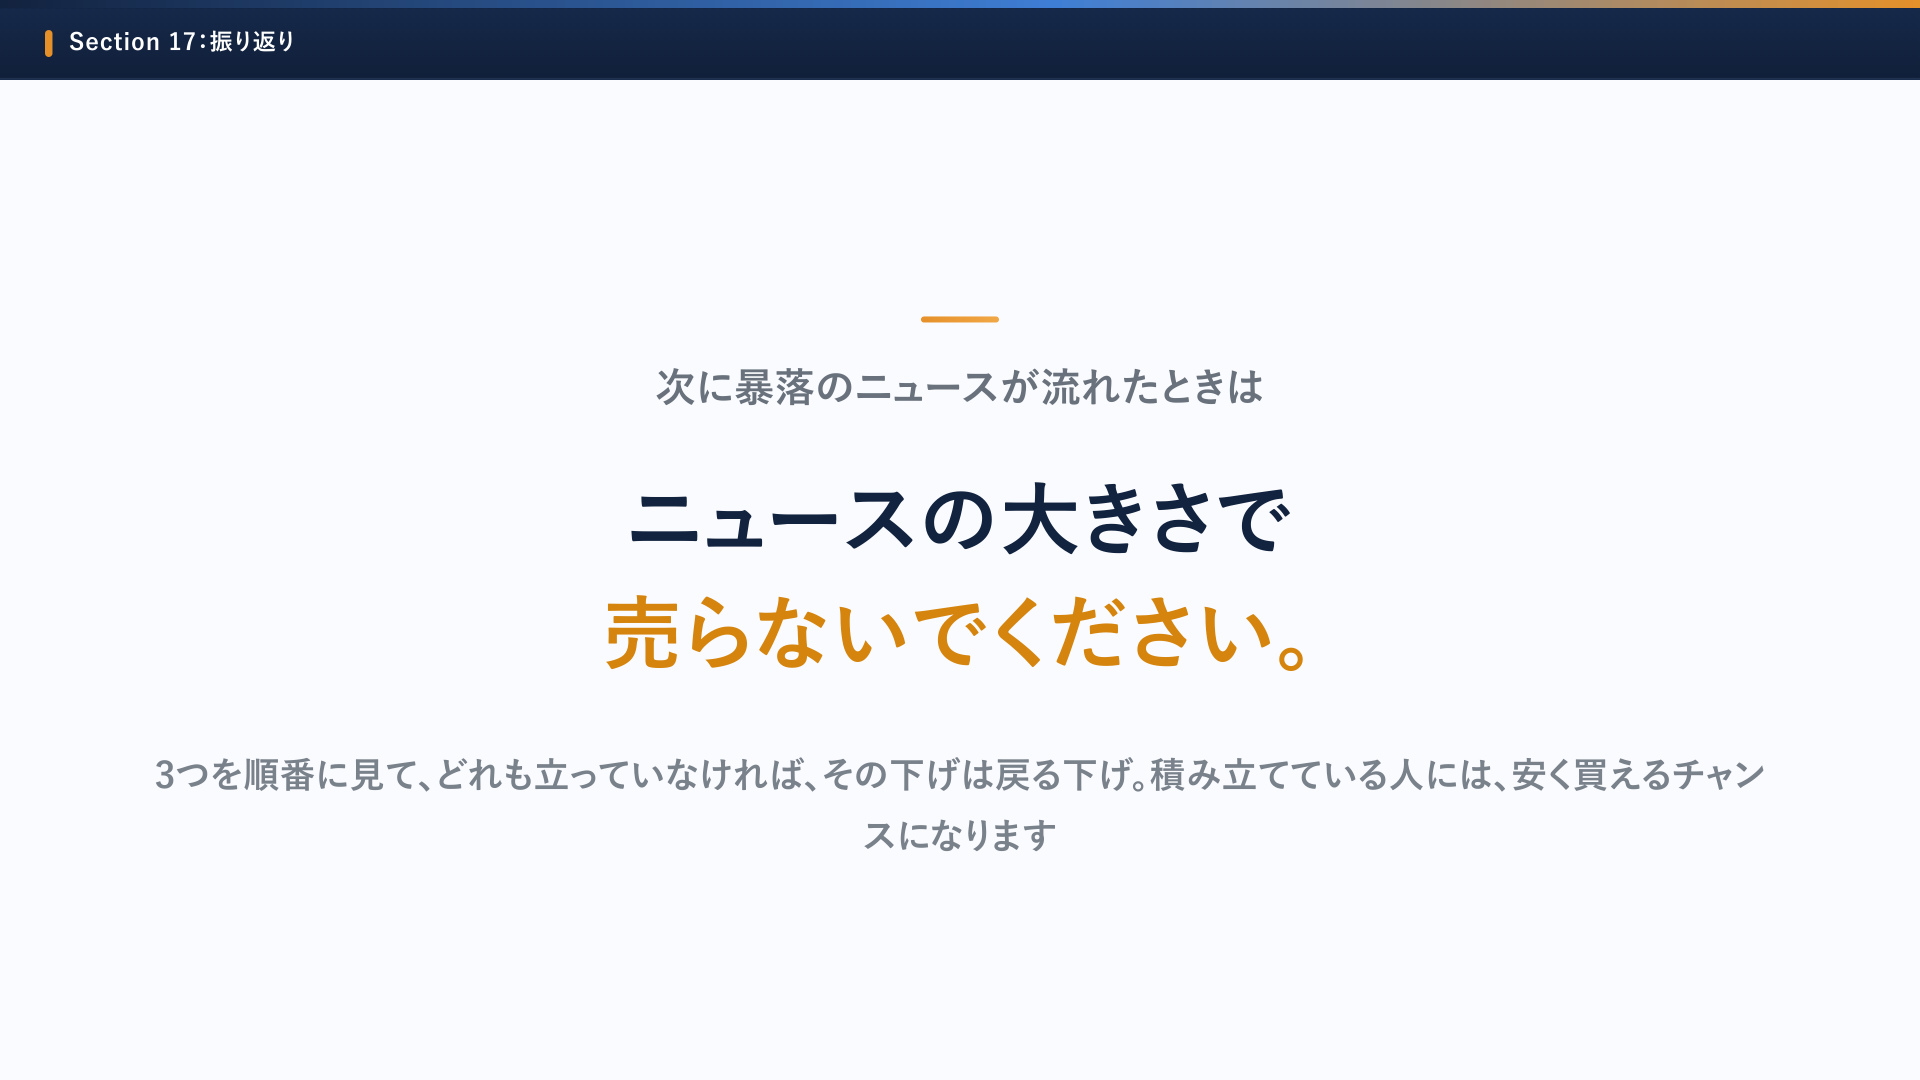 Section 17：振り返り
次に暴落のニュースが流れたときは
ニュースの大きさで
売らないでください。
3つを順番に見て、どれも立っていなければ、その下げは戻る下げ。積み立てている人には、安く買えるチャン
スになります